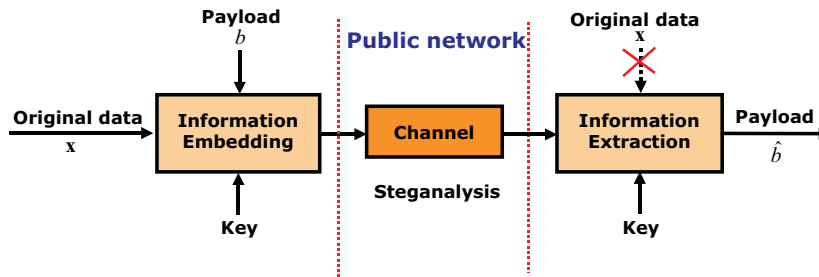 Payload
b
Public network
Original data
x
Original data
x
Information
Embedding
Channel
Information
Extraction
Payload
b̂
Steganalysis
Key
Key